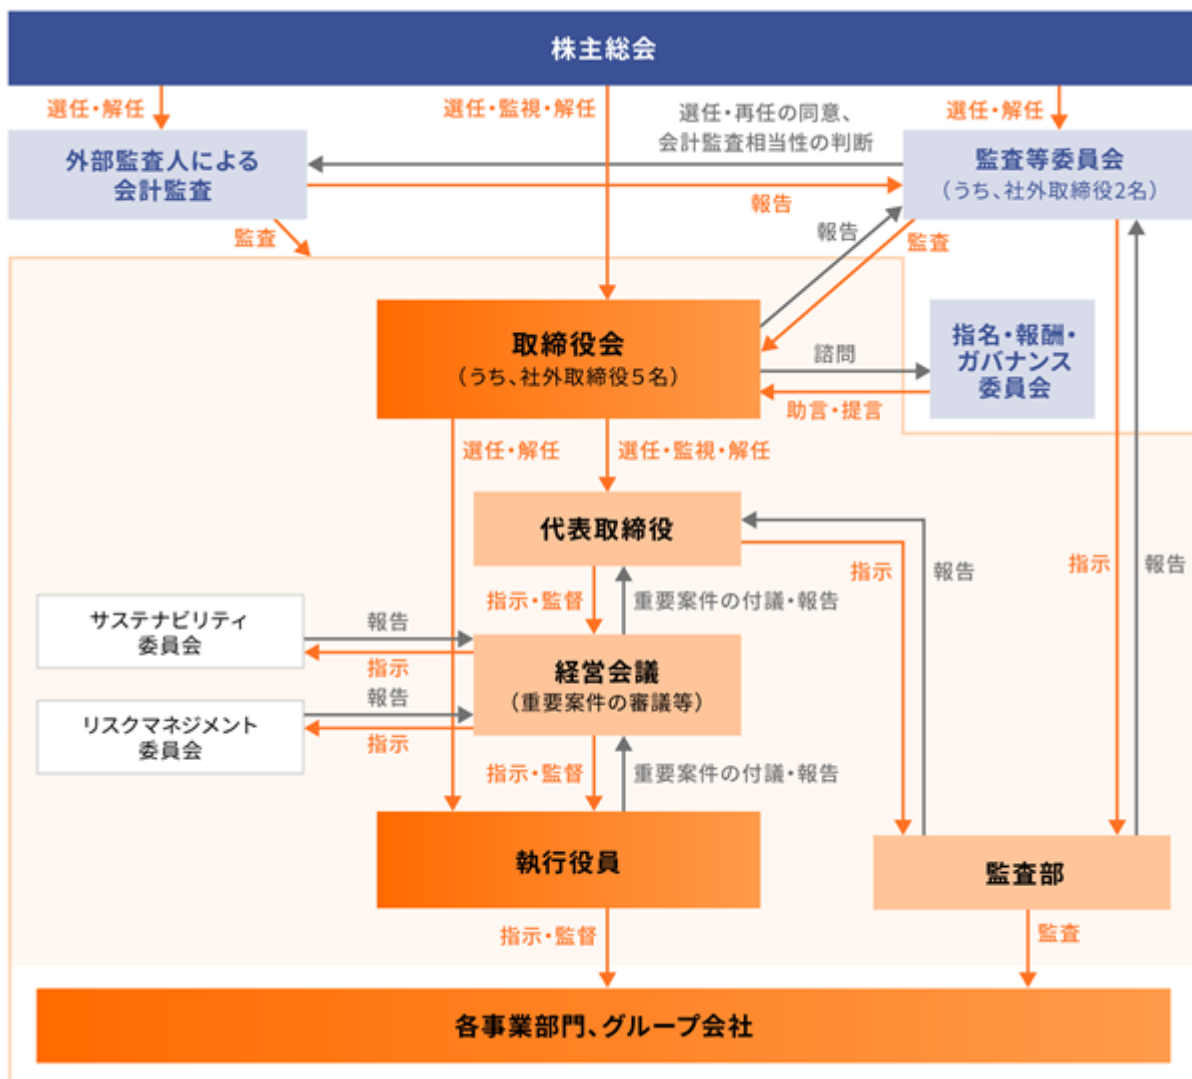 株主総会
選任・解任
選任・監視・解任
選任・再任の同意、
会計監査相当性の判断
選任・解任
外部監査人による
会計監査
監査等委員会
（うち、社外取締役2名）
報告
監査
報告
監査
取締役会
（うち、社外取締役５名）
諮問
助言・提言
指名・報酬・
ガバナンス
委員会
選任・解任
選任・監視・解任
代表取締役
指示
報告
指示
報告
指示・監督
重要案件の付議・報告
サステナビリティ
委員会
報告
指示
経営会議
（重要案件の審議等）
リスクマネジメント
委員会
報告
指示
指示・監督
重要案件の付議・報告
執行役員
監査部
指示・監督
監査
各事業部門、グループ会社